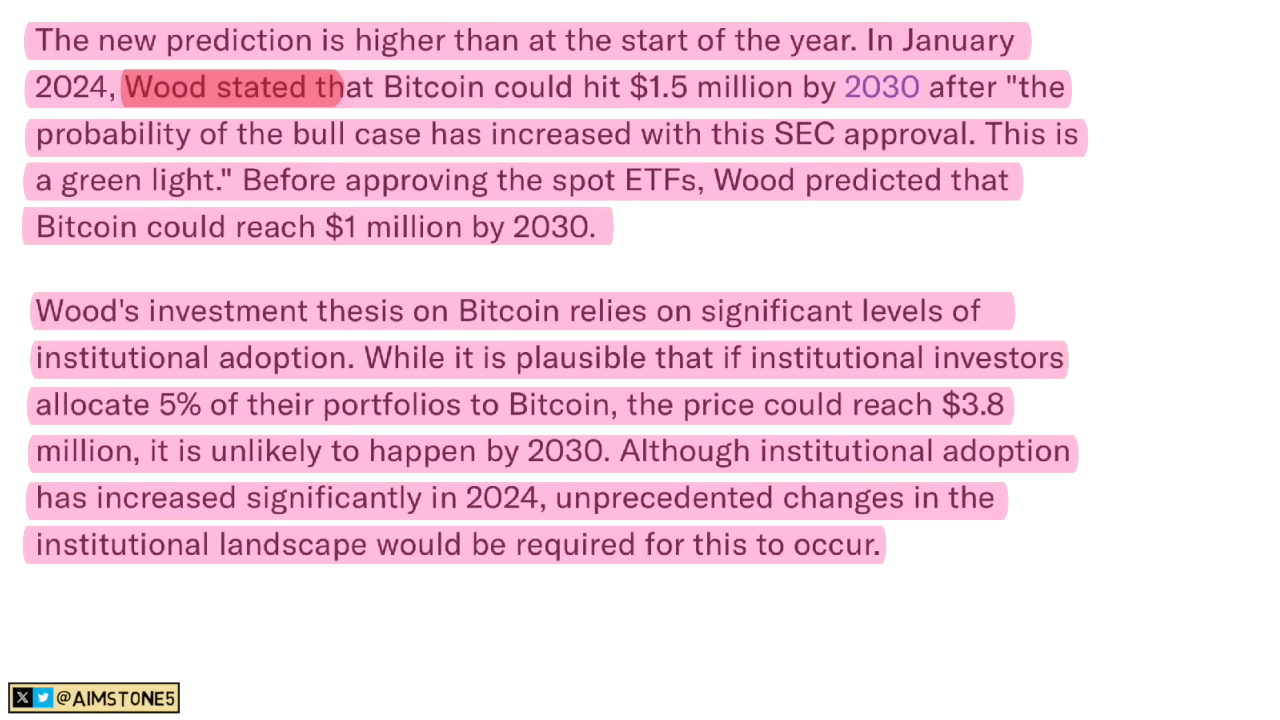 The new prediction is higher than at the start of the year. In January
2024, Wood stated that Bitcoin could hit $1.5 million by 2030 after "the
probability of the bull case has increased with this SEC approval. This is
a green light." Before approving the spot ETFs, Wood predicted that
Bitcoin could reach $1 million by 2030.
Wood's investment thesis on Bitcoin relies on significant levels of
institutional adoption. While it is plausible that if institutional investors
allocate 5% of their portfolios to Bitcoin, the price could reach $3.8
million, it is unlikely to happen by 2030. Although institutional adoption
has increased significantly in 2024, unprecedented changes in the
institutional landscape would be required for this to occur.
@AIMSTONE5